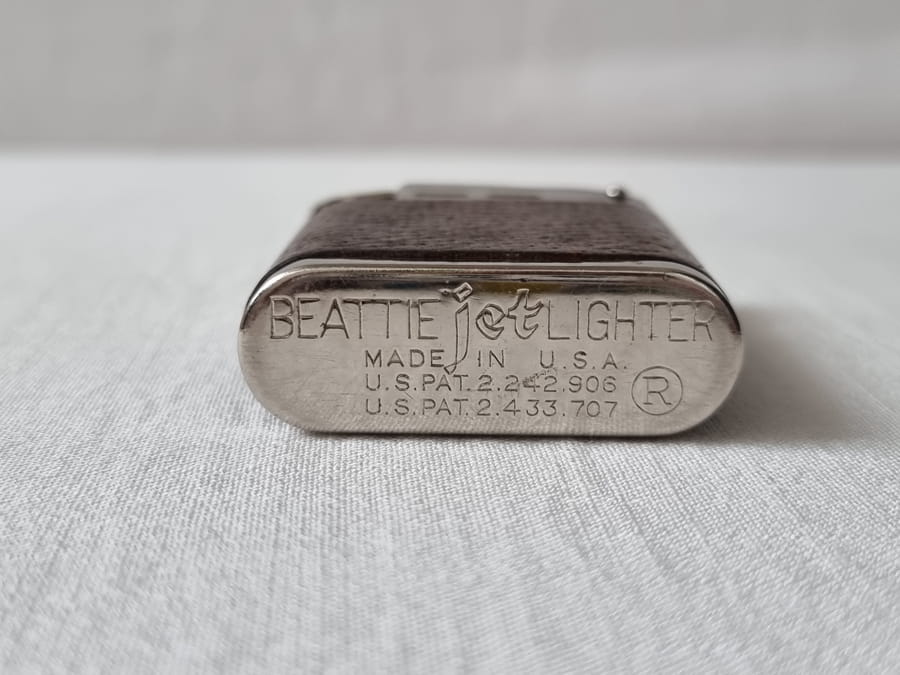 BEATTIE jet LIGHTER
MADE IN U.S.A.
U.S.PAT.2.242.906
U.S.PAT.2.433.707 ®